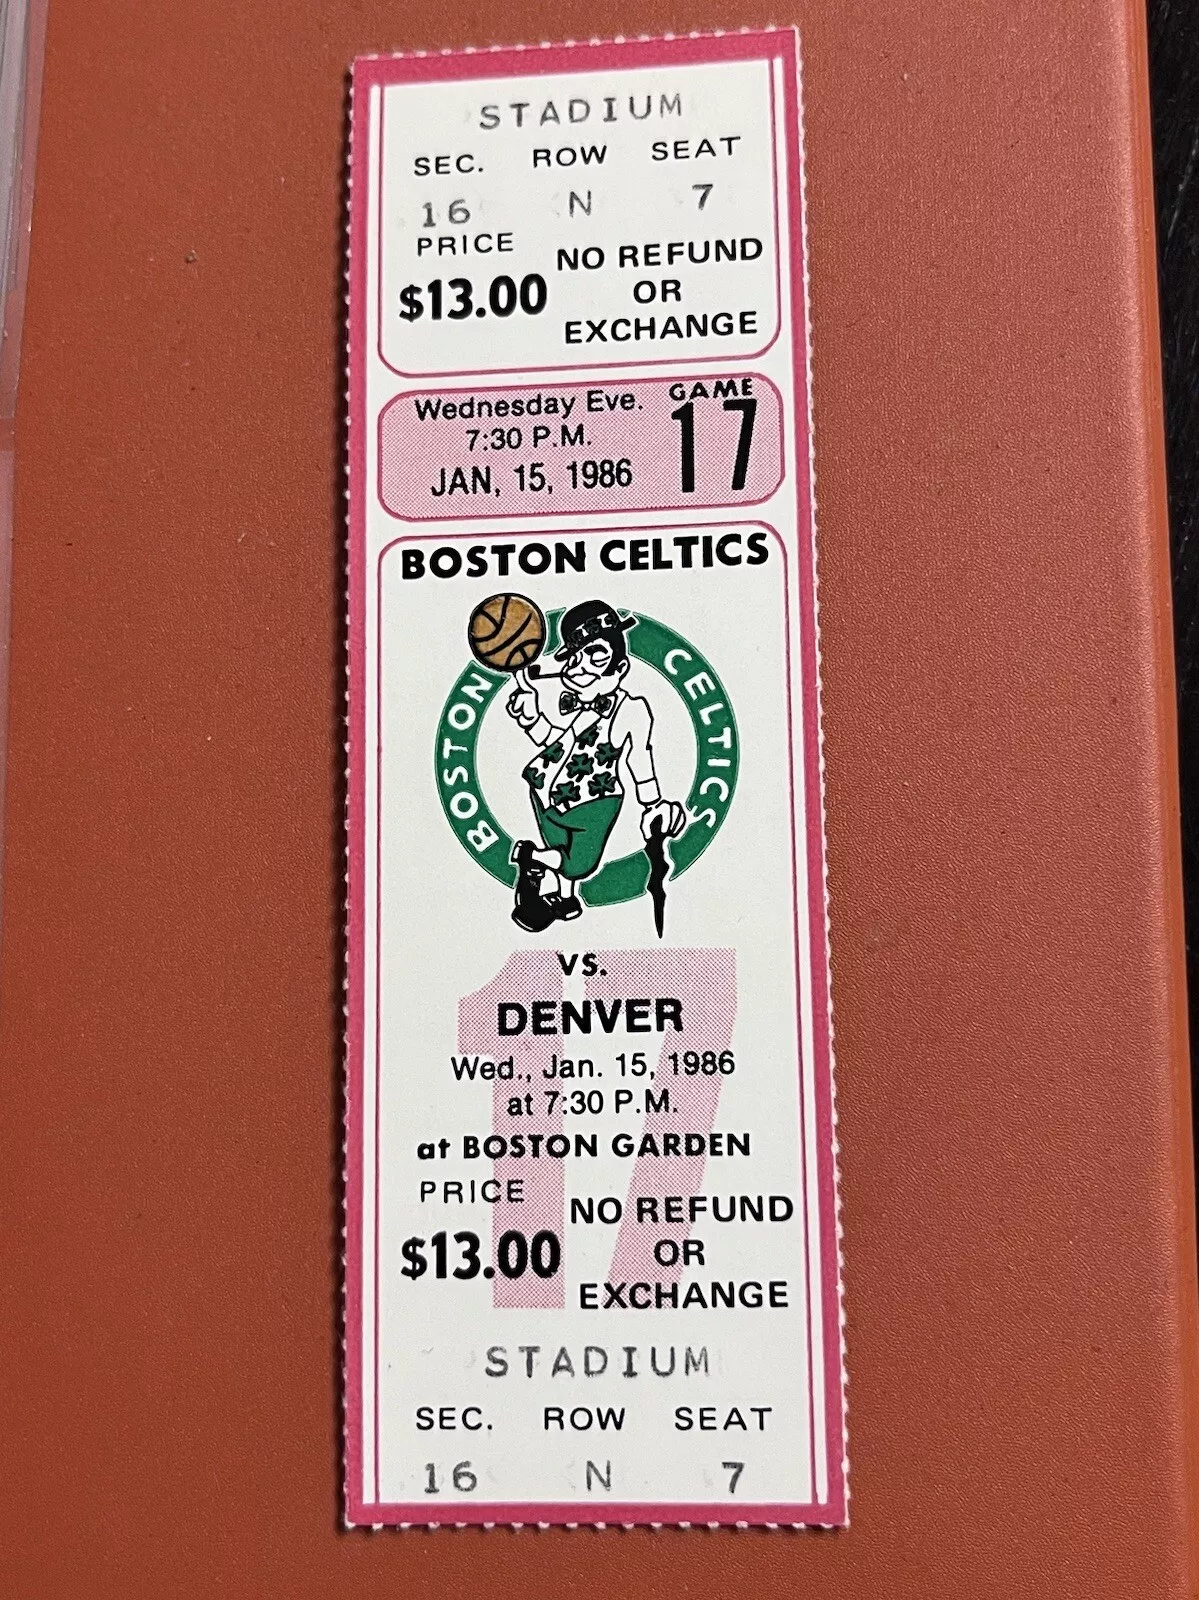 STADIUM
SEC. ROW SEAT
16 N 7
PRICE
$13.00
NO REFUND
OR
EXCHANGE
Wednesday Eve.
7:30 P.M.
JAN, 15, 1986
GAME
17
BOSTON CELTICS
BOSTON CELTICS
17
VS.
DENVER
Wed., Jan. 15, 1986
at 7:30 P.M.
at BOSTON GARDEN
PRICE
$13.00
NO REFUND
OR
EXCHANGE
STADIUM
SEC. ROW SEAT
16 N 7